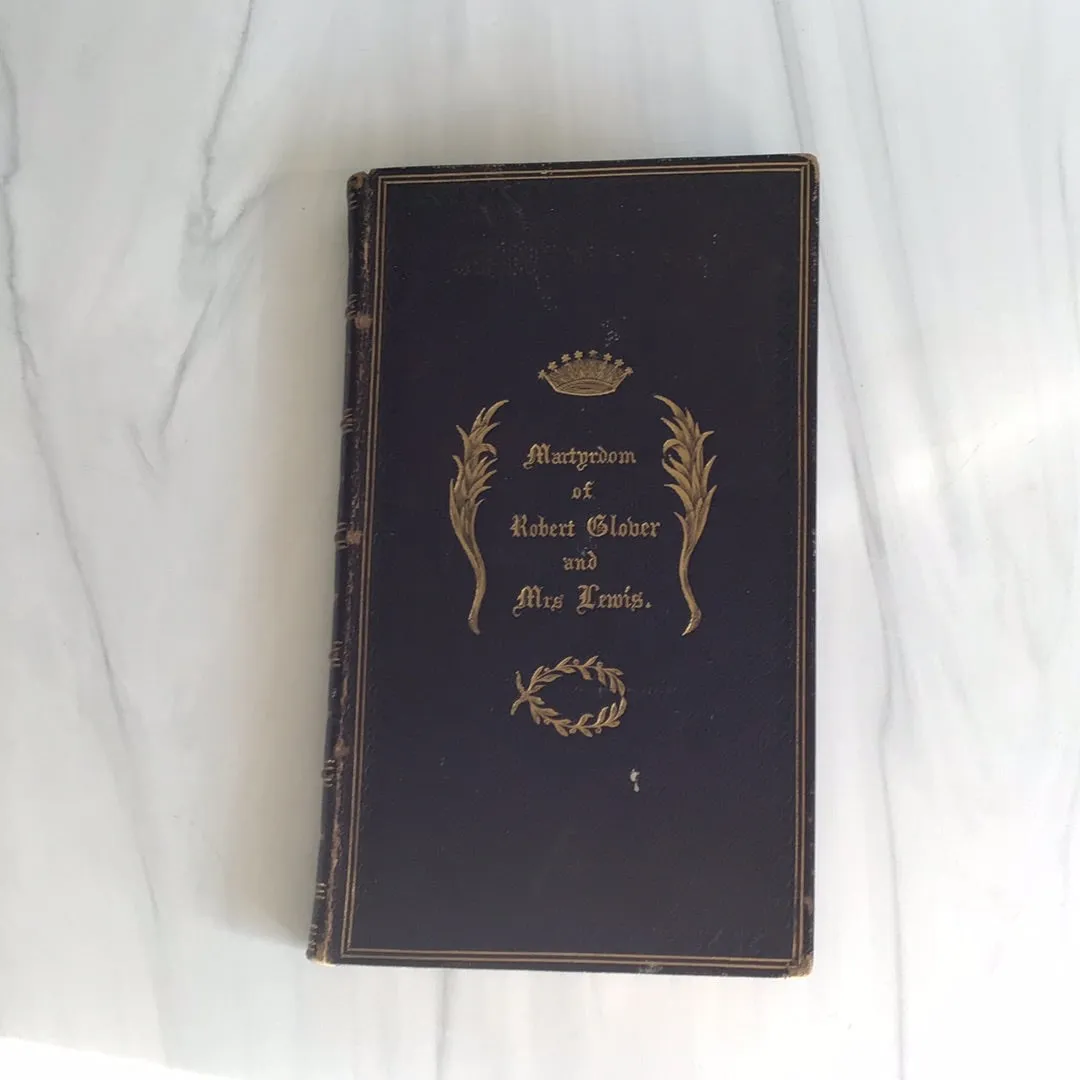 Martyrdom
of
Robert Glover
and
Mrs Lewis.